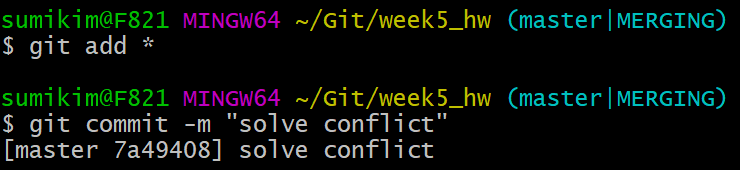 sumikim@F821 MINGW64 ~/Git/week5_hw (master|MERGING)
$ git add *
sumikim@F821 MINGW64 ~/Git/week5_hw (master|MERGING)
$ git commit -m "solve conflict"
[master 7a49408] solve conflict